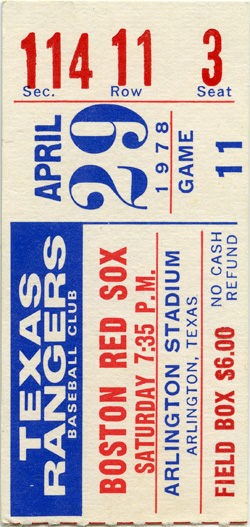 114 11 3
Sec. Row Seat
APRIL
29
1978
GAME 11
TEXAS
RANGERS
BASEBALL CLUB
BOSTON RED SOX
SATURDAY 7:35 P.M.
ARLINGTON STADIUM
ARLINGTON, TEXAS
NO CASH
REFUND
FIELD BOX $6.00